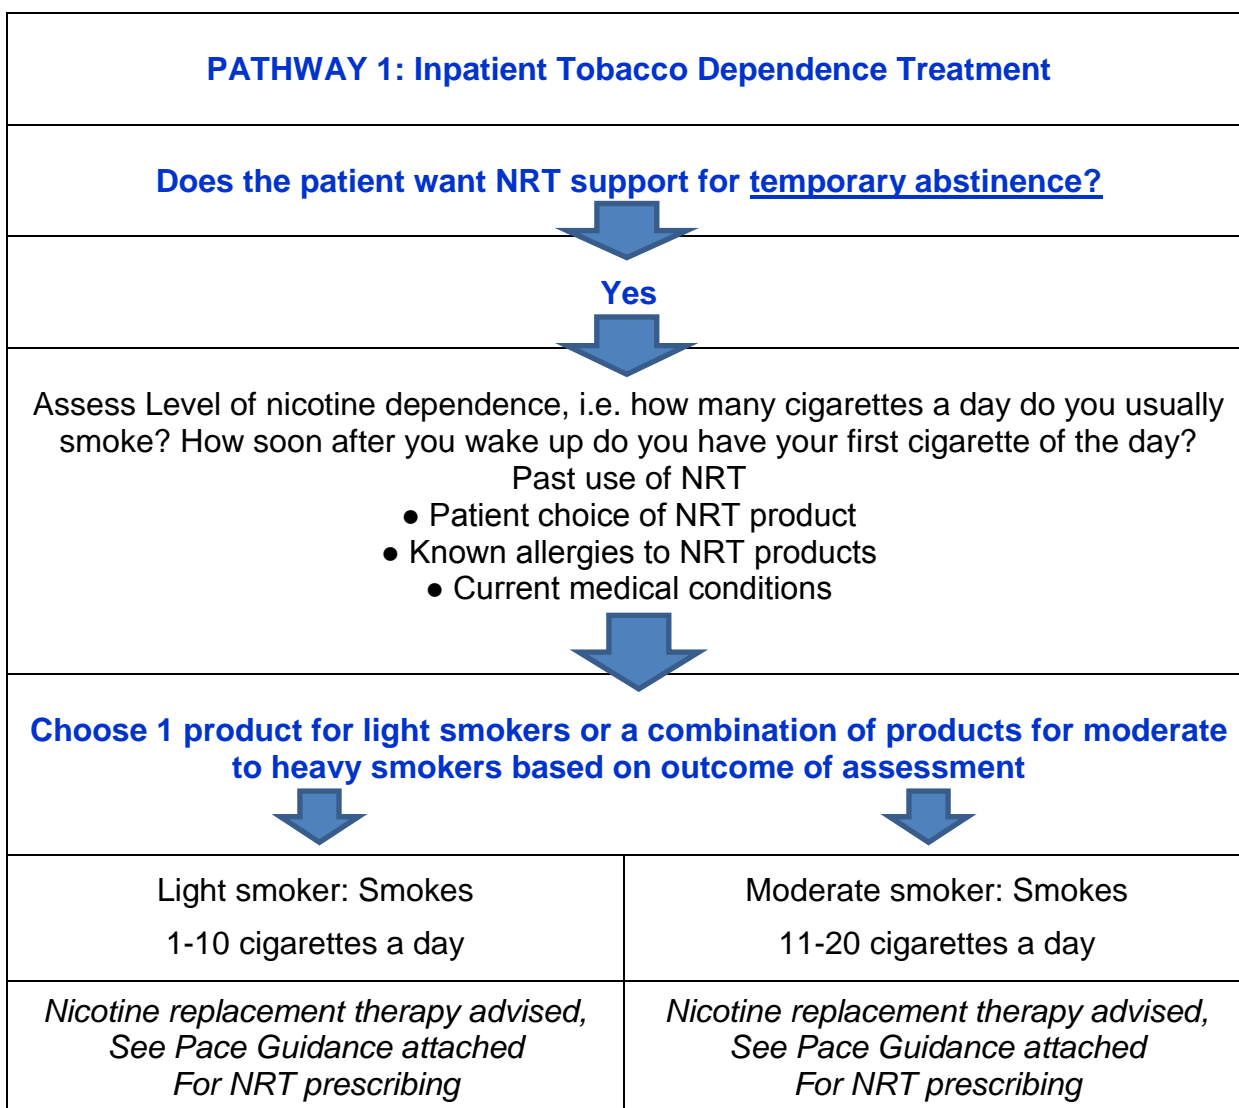 PATHWAY 1: Inpatient Tobacco Dependence Treatment
Does the patient want NRT support for temporary abstinence?
Yes
Assess Level of nicotine dependence, i.e. how many cigarettes a day do you usually
smoke? How soon after you wake up do you have your first cigarette of the day?
Past use of NRT
● Patient choice of NRT product
● Known allergies to NRT products
● Current medical conditions
Choose 1 product for light smokers or a combination of products for moderate
to heavy smokers based on outcome of assessment
Light smoker: Smokes
1-10 cigarettes a day
Moderate smoker: Smokes
11-20 cigarettes a day
Nicotine replacement therapy advised,
See Pace Guidance attached
For NRT prescribing
Nicotine replacement therapy advised,
See Pace Guidance attached
For NRT prescribing